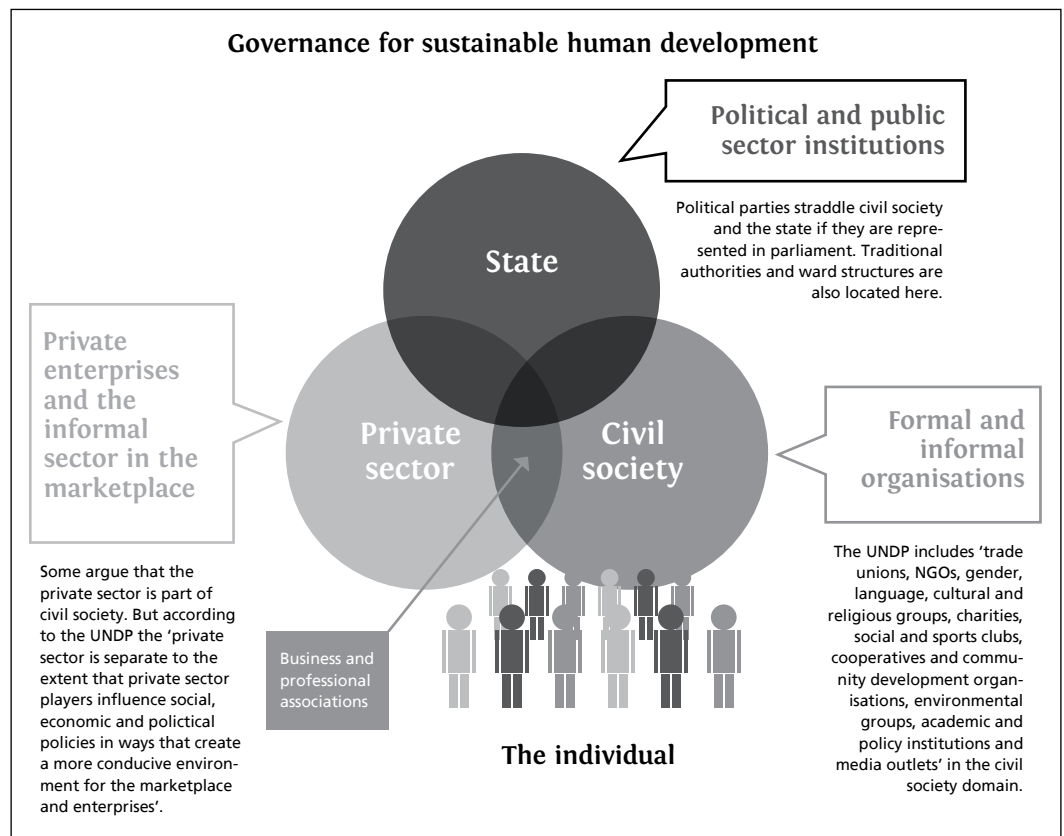 Governance for sustainable human development
Political and public
sector institutions
Political parties straddle civil society
and the state if they are repre-
sented in parliament. Traditional
authorities and ward structures are
also located here.
State
Private
enterprises
and the
informal
sector in the
marketplace
Private
sector
Civil
society
Formal and
informal
organisations
Some argue that the
private sector is part of
civil society. But according
to the UNDP the ‘private
sector is separate to the
extent that private sector
players influence social,
economic and polictical
policies in ways that create
a more conducive environ-
ment for the marketplace
and enterprises’.
Business and
professional
associations
The individual
The UNDP includes ‘trade
unions, NGOs, gender,
language, cultural and
religious groups, charities,
social and sports clubs,
cooperatives and commu-
nity development organ-
isations, environmental
groups, academic and
policy institutions and
media outlets’ in the civil
society domain.